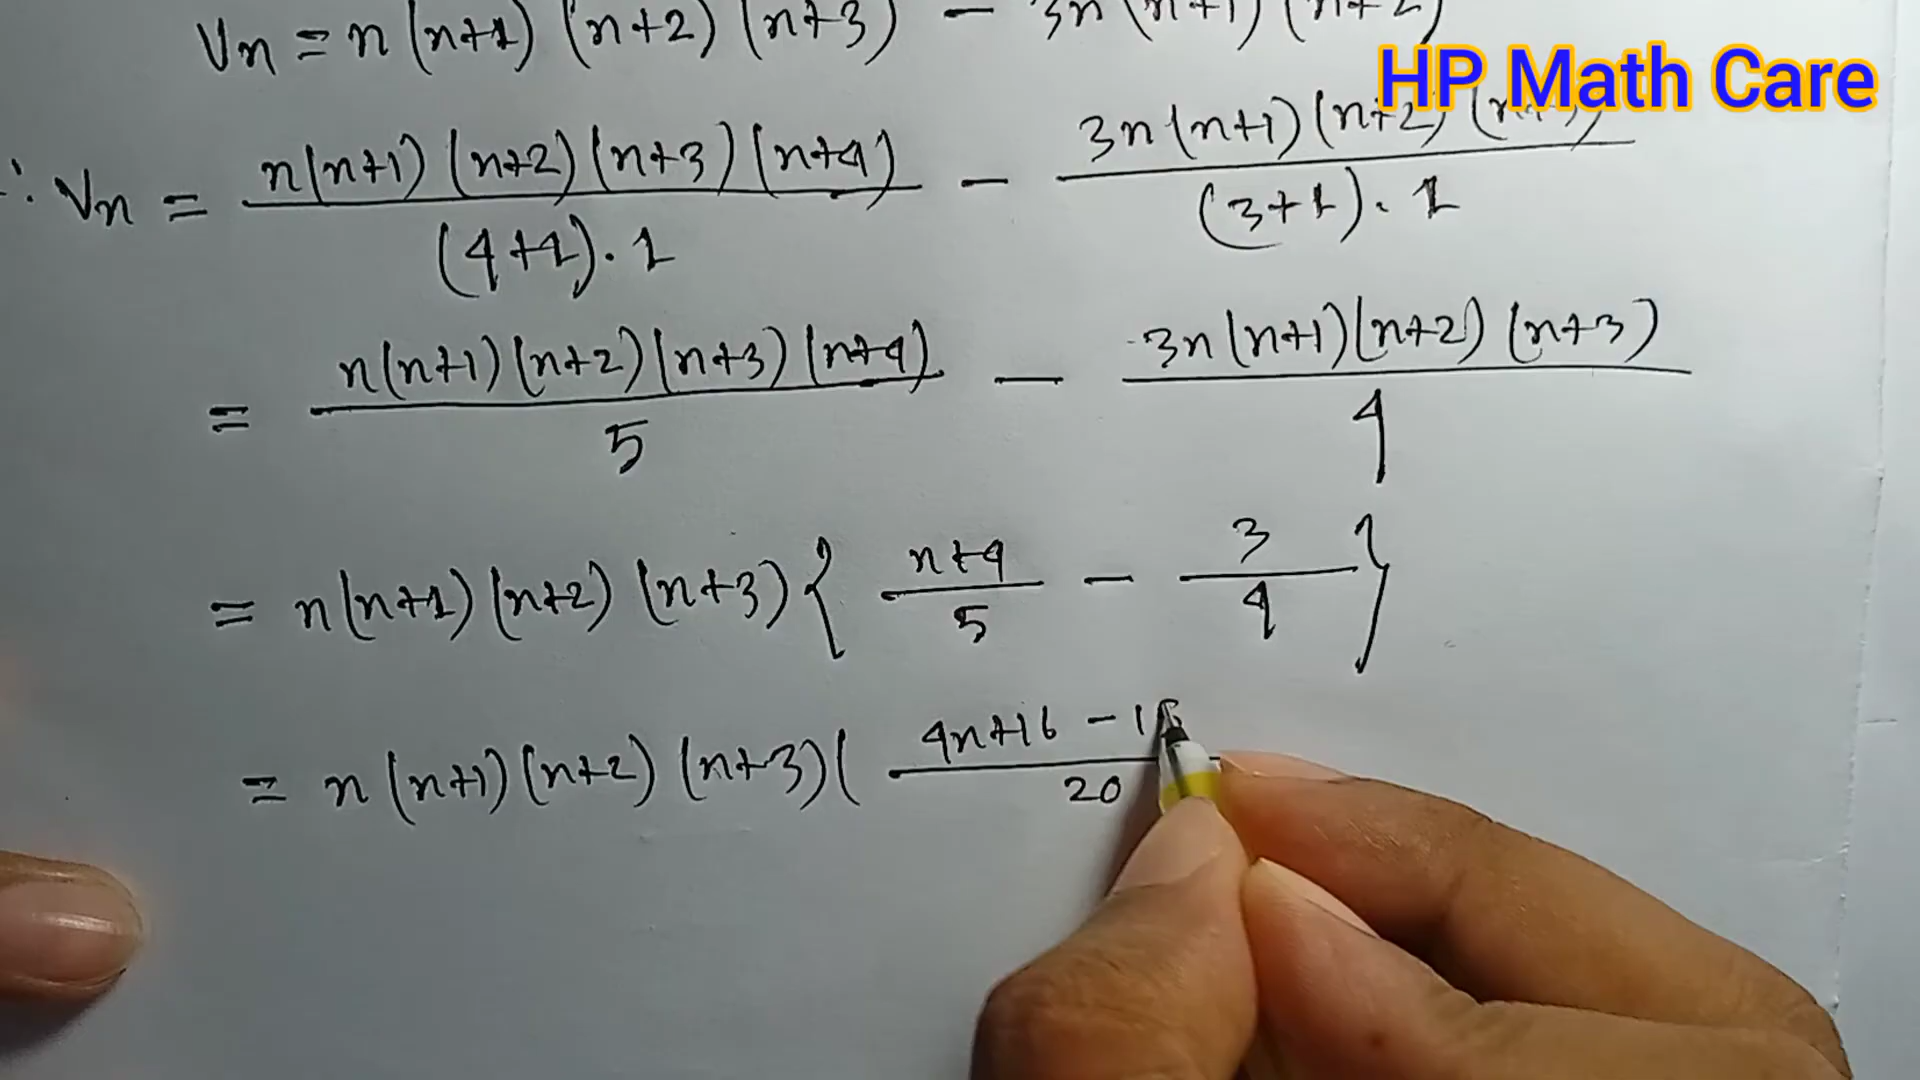 Vn = n(n+1) (n+2) (n+3) - 3n(n+1)(n+2)
HP Math Care
∴ Vn = n(n+1) (n+2) (n+3) (n+4) / (4+1).1 - 3n(n+1)(n+2) / (3+1).1
= n(n+1)(n+2)(n+3)(n+4) / 5 - 3n(n+1)(n+2)(n+3) / 4
= n(n+1)(n+2)(n+3){ n+4 / 5 - 3 / 4 }
= n(n+1)(n+2)(n+3)( 4n+16 - 15 / 20